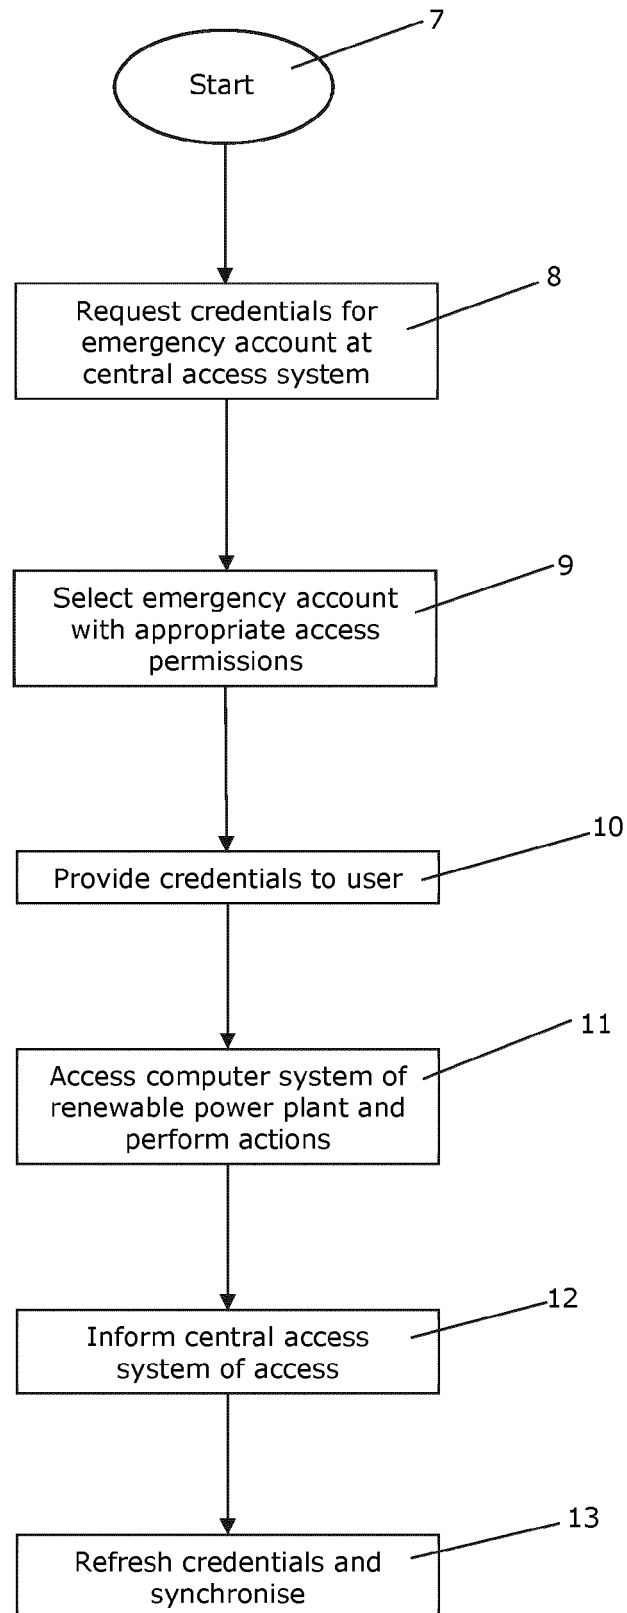 7
Start
8
Request credentials for
emergency account at
central access system
9
Select emergency account
with appropriate access
permissions
10
Provide credentials to user
11
Access computer system of
renewable power plant and
perform actions
12
Inform central access
system of access
13
Refresh credentials and
synchronise